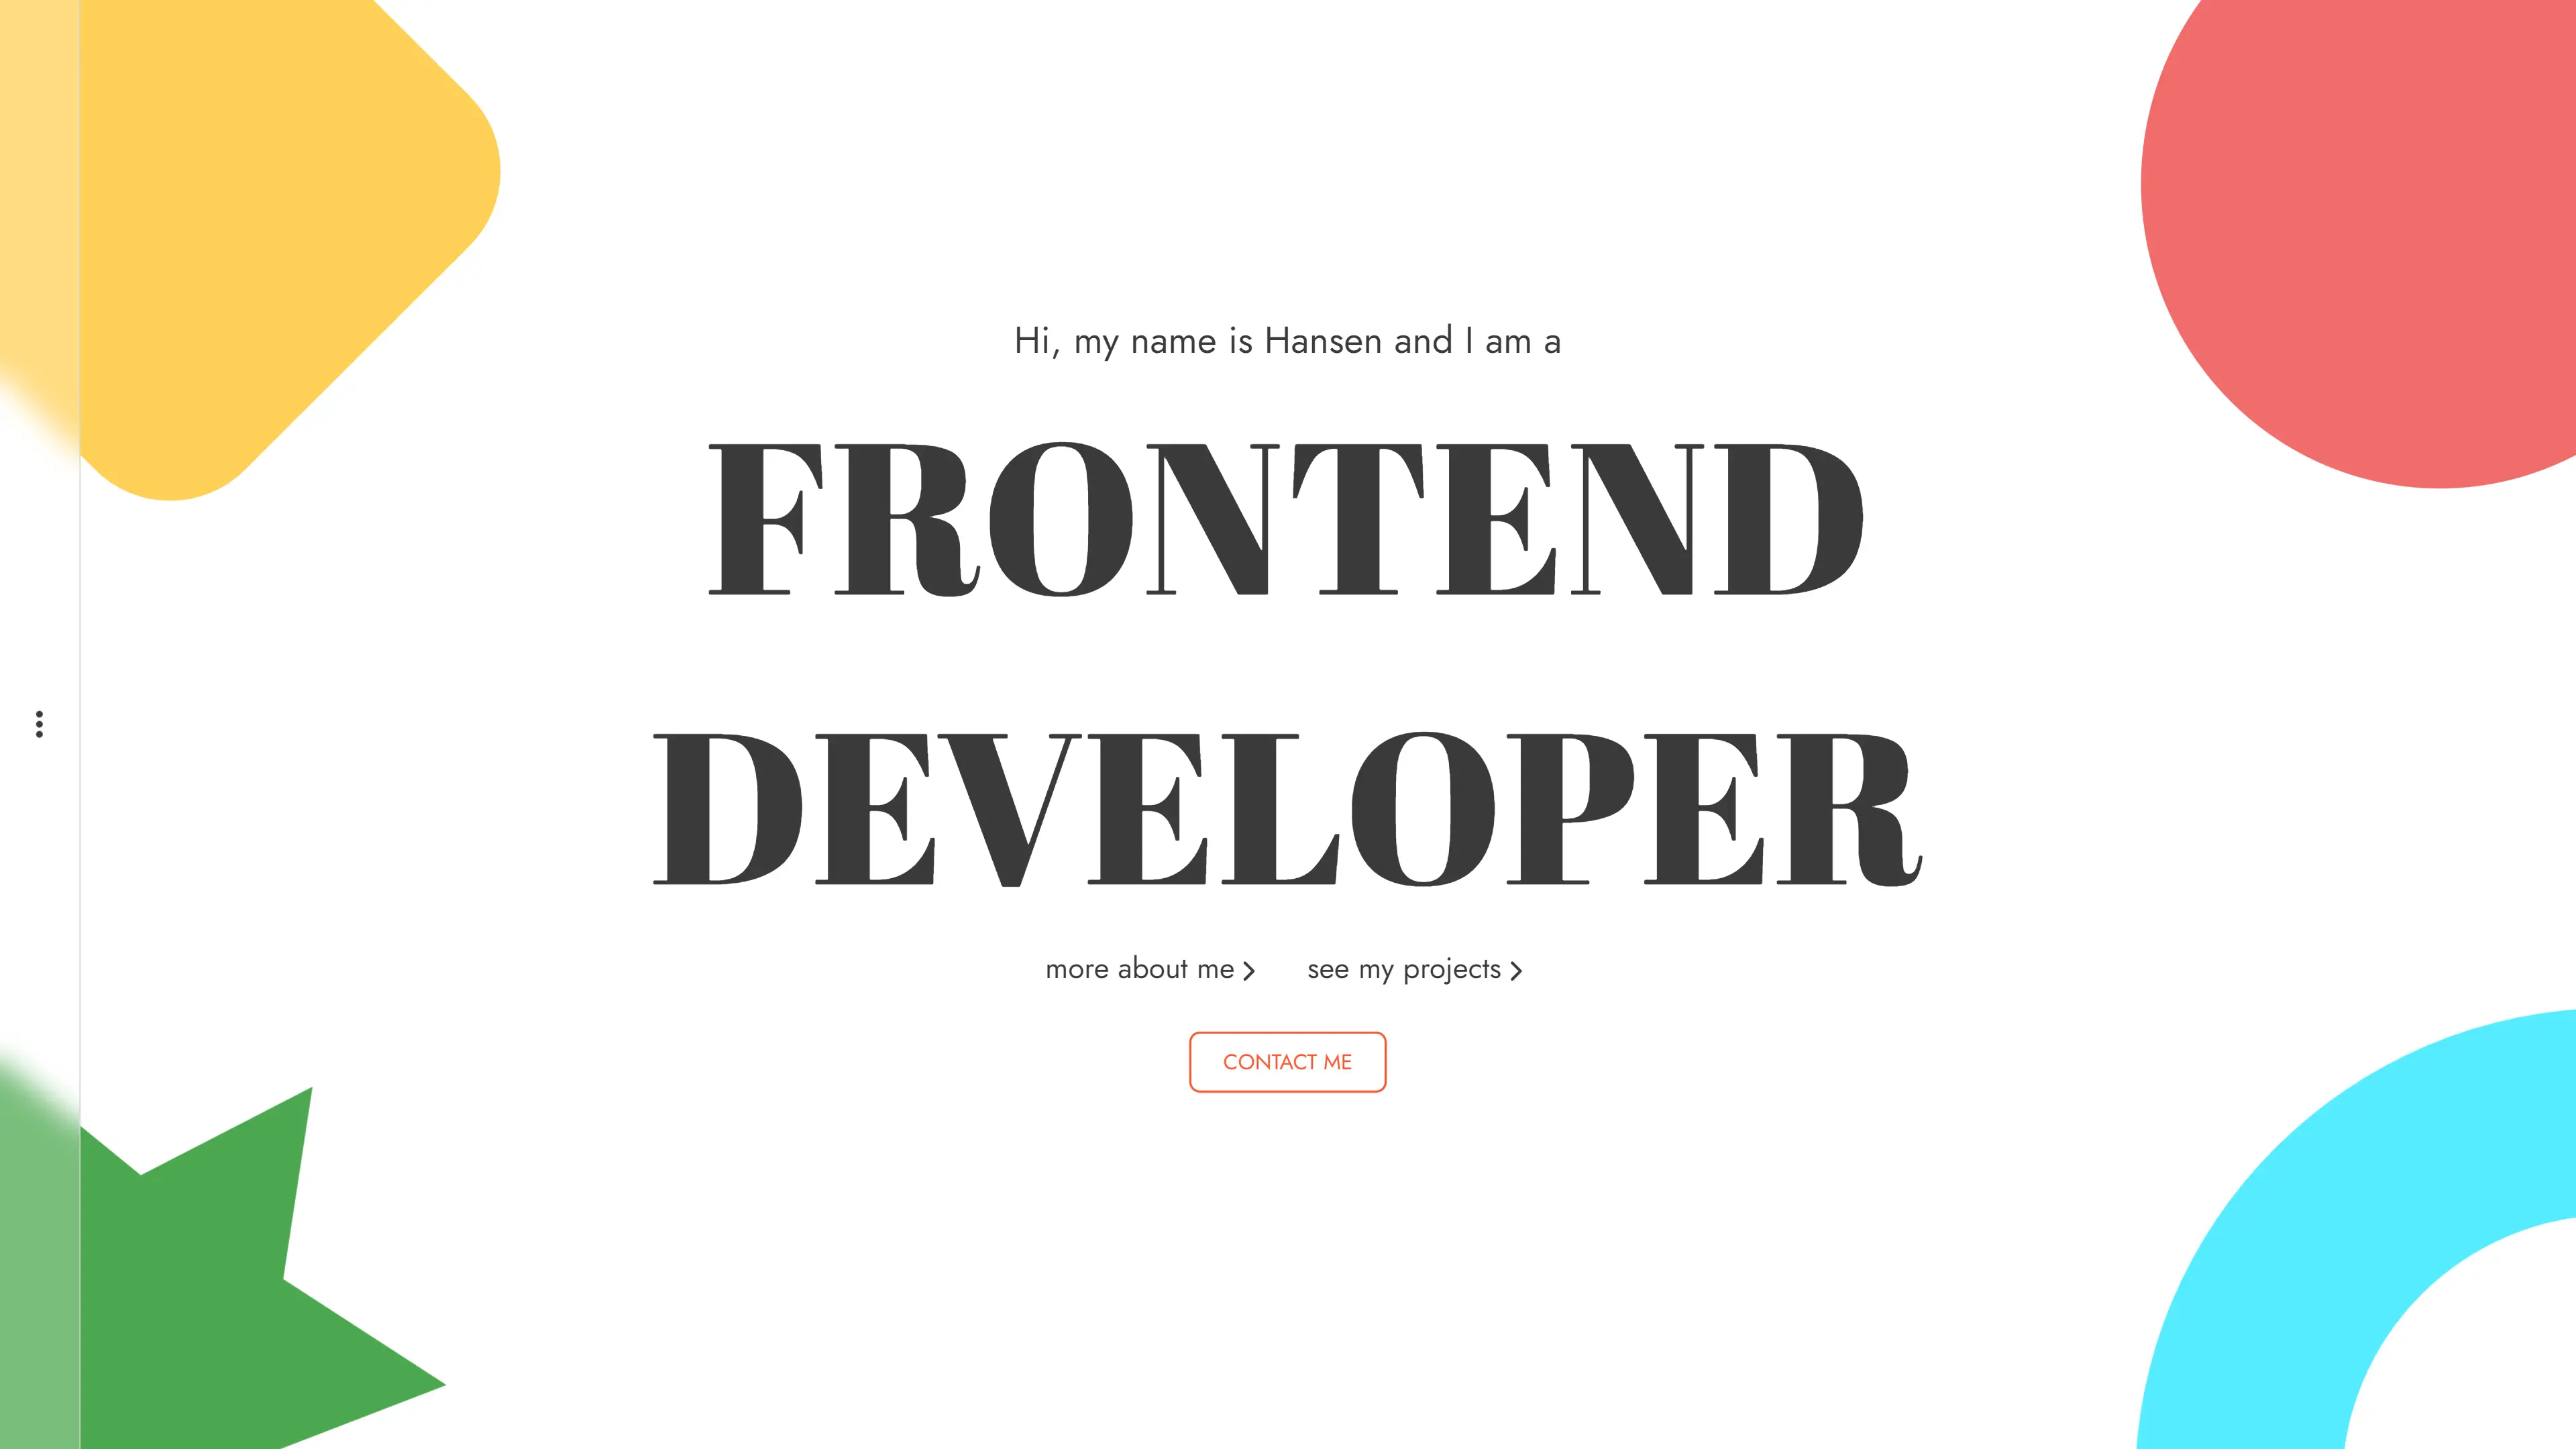 Hi, my name is Hansen and I am a
FRONTEND
DEVELOPER
more about me see my projects
CONTACT ME